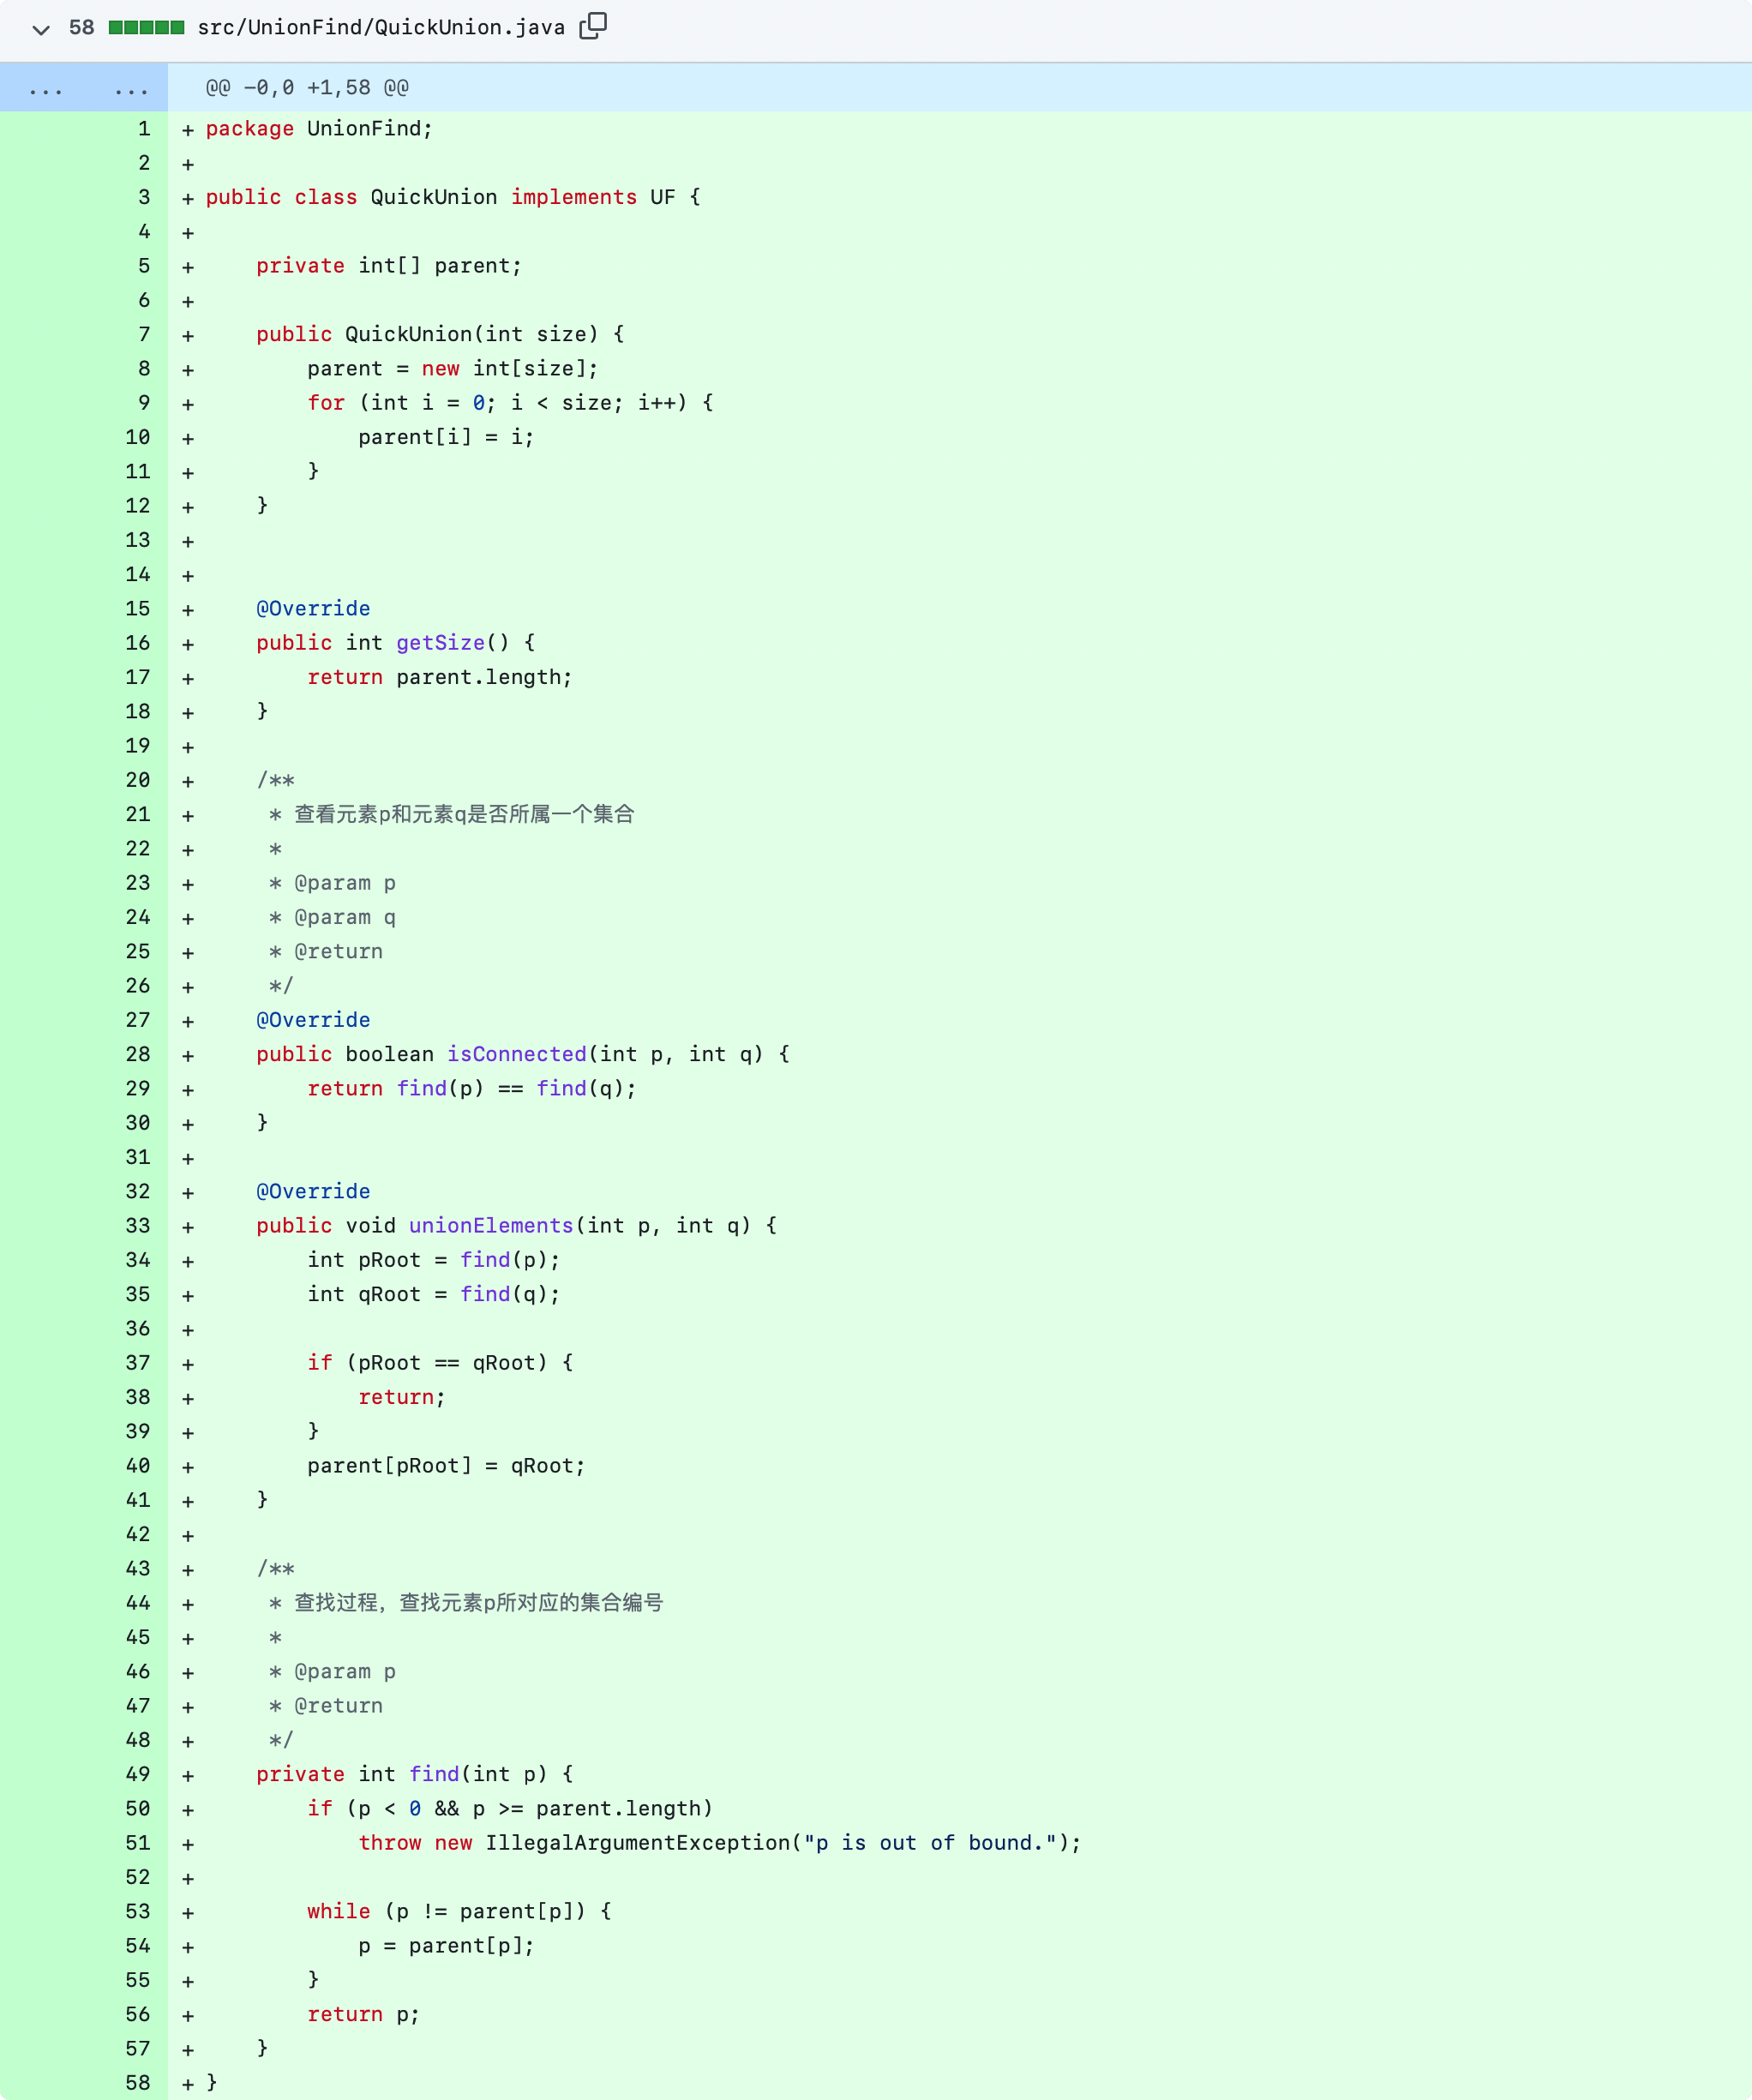 58 src/UnionFind/QuickUnion.java
... ... @@ -0,0 +1,58 @@
1 + package UnionFind;
2 +
3 + public class QuickUnion implements UF {
4 +
5 +     private int[] parent;
6 +
7 +     public QuickUnion(int size) {
8 +         parent = new int[size];
9 +         for (int i = 0; i < size; i++) {
10 +             parent[i] = i;
11 +         }
12 +     }
13 +
14 +
15 +     @Override
16 +     public int getSize() {
17 +         return parent.length;
18 +     }
19 +
20 +     /**
21 +      * 查看元素p和元素q是否所属一个集合
22 +      *
23 +      * @param p
24 +      * @param q
25 +      * @return
26 +      */
27 +     @Override
28 +     public boolean isConnected(int p, int q) {
29 +         return find(p) == find(q);
30 +     }
31 +
32 +     @Override
33 +     public void unionElements(int p, int q) {
34 +         int pRoot = find(p);
35 +         int qRoot = find(q);
36 +
37 +         if (pRoot == qRoot) {
38 +             return;
39 +         }
40 +         parent[pRoot] = qRoot;
41 +     }
42 +
43 +     /**
44 +      * 查找过程，查找元素p所对应的集合编号
45 +      *
46 +      * @param p
47 +      * @return
48 +      */
49 +     private int find(int p) {
50 +         if (p < 0 && p >= parent.length)
51 +             throw new IllegalArgumentException("p is out of bound.");
52 +
53 +         while (p != parent[p]) {
54 +             p = parent[p];
55 +         }
56 +         return p;
57 +     }
58 + }